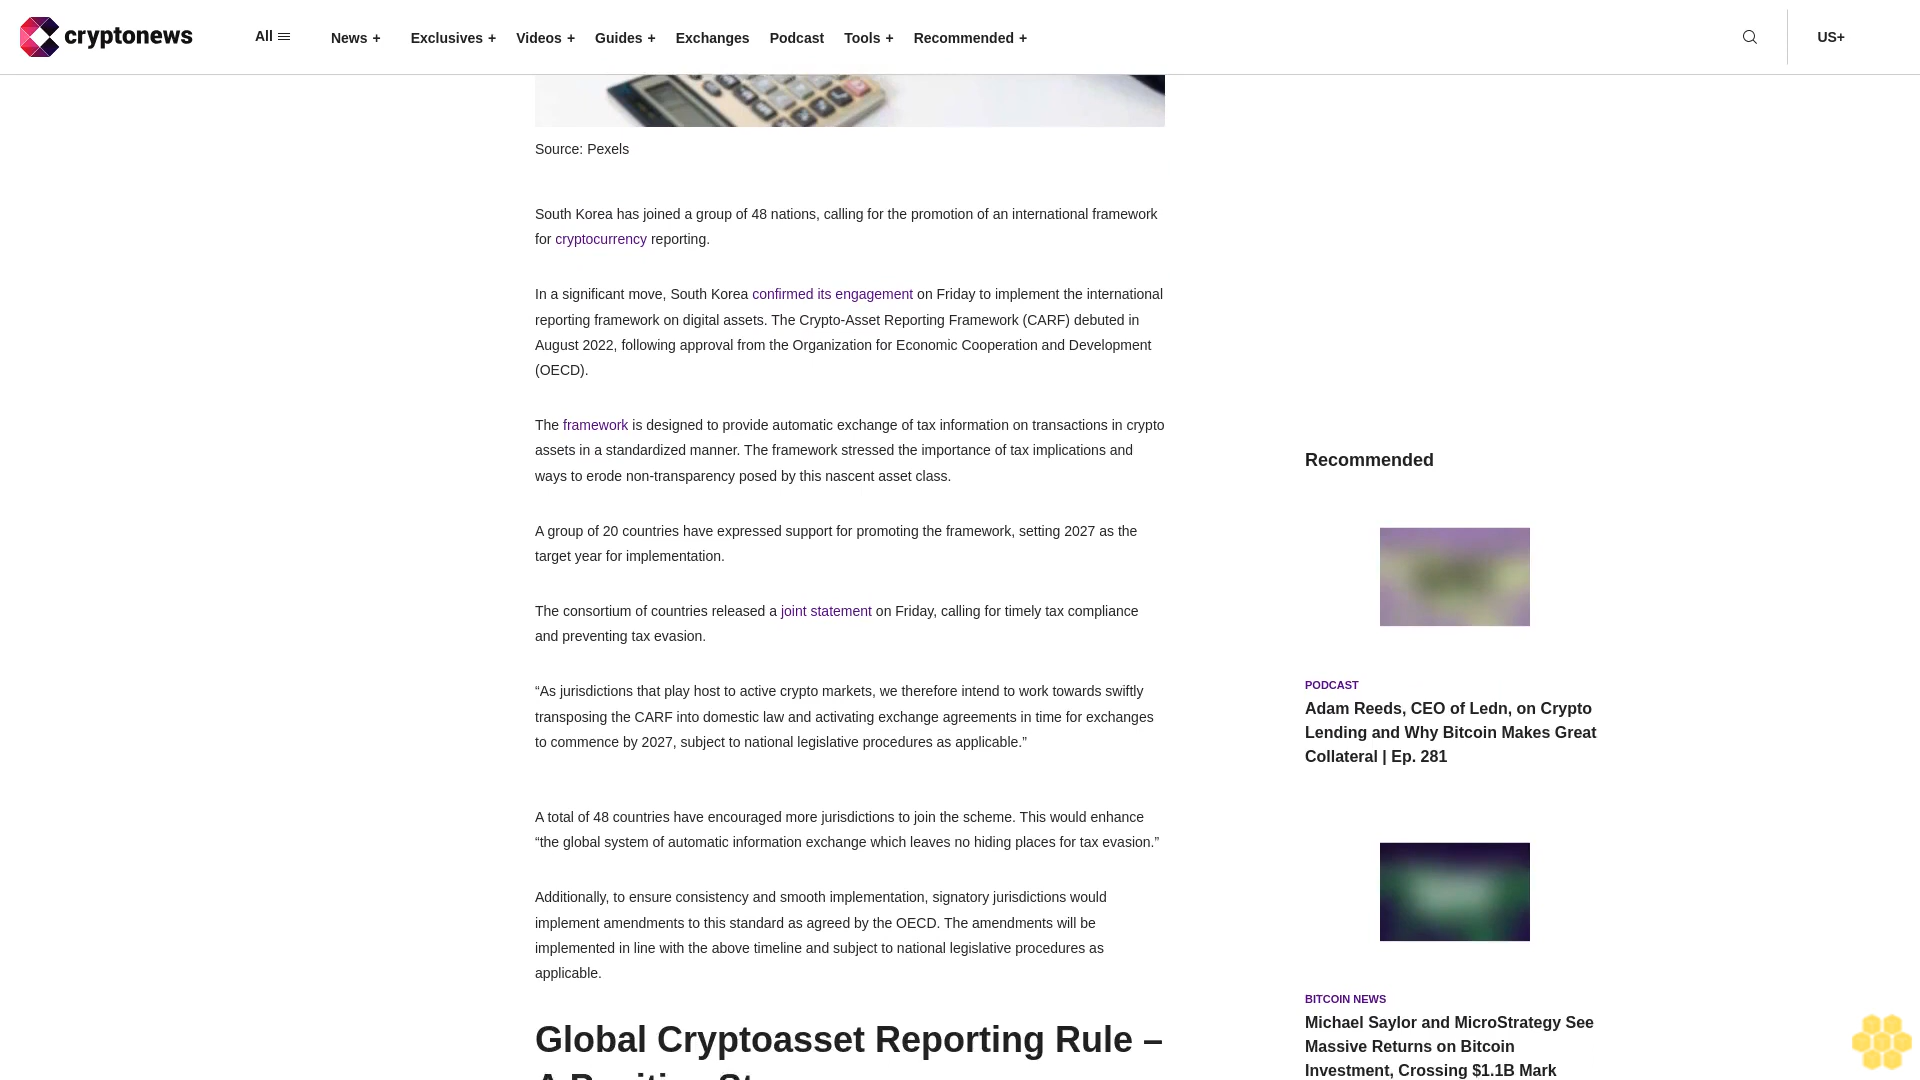 cryptonews
All
News +
Exclusives +
Videos +
Guides +
Exchanges
Podcast
Tools +
Recommended +
US+
Source: Pexels
South Korea has joined a group of 48 nations, calling for the promotion of an international framework
for cryptocurrency reporting.
In a significant move, South Korea confirmed its engagement on Friday to implement the international
reporting framework on digital assets. The Crypto-Asset Reporting Framework (CARF) debuted in
August 2022, following approval from the Organization for Economic Cooperation and Development
(OECD).
The framework is designed to provide automatic exchange of tax information on transactions in crypto
assets in a standardized manner. The framework stressed the importance of tax implications and
ways to erode non-transparency posed by this nascent asset class.
A group of 20 countries have expressed support for promoting the framework, setting 2027 as the
target year for implementation.
The consortium of countries released a joint statement on Friday, calling for timely tax compliance
and preventing tax evasion.
“As jurisdictions that play host to active crypto markets, we therefore intend to work towards swiftly
transposing the CARF into domestic law and activating exchange agreements in time for exchanges
to commence by 2027, subject to national legislative procedures as applicable.”
A total of 48 countries have encouraged more jurisdictions to join the scheme. This would enhance
“the global system of automatic information exchange which leaves no hiding places for tax evasion.”
Additionally, to ensure consistency and smooth implementation, signatory jurisdictions would
implement amendments to this standard as agreed by the OECD. The amendments will be
implemented in line with the above timeline and subject to national legislative procedures as
applicable.
Global Cryptoasset Reporting Rule –
Recommended
PODCAST
Adam Reeds, CEO of Ledn, on Crypto
Lending and Why Bitcoin Makes Great
Collateral | Ep. 281
BITCOIN NEWS
Michael Saylor and MicroStrategy See
Massive Returns on Bitcoin
Investment, Crossing $1.1B Mark